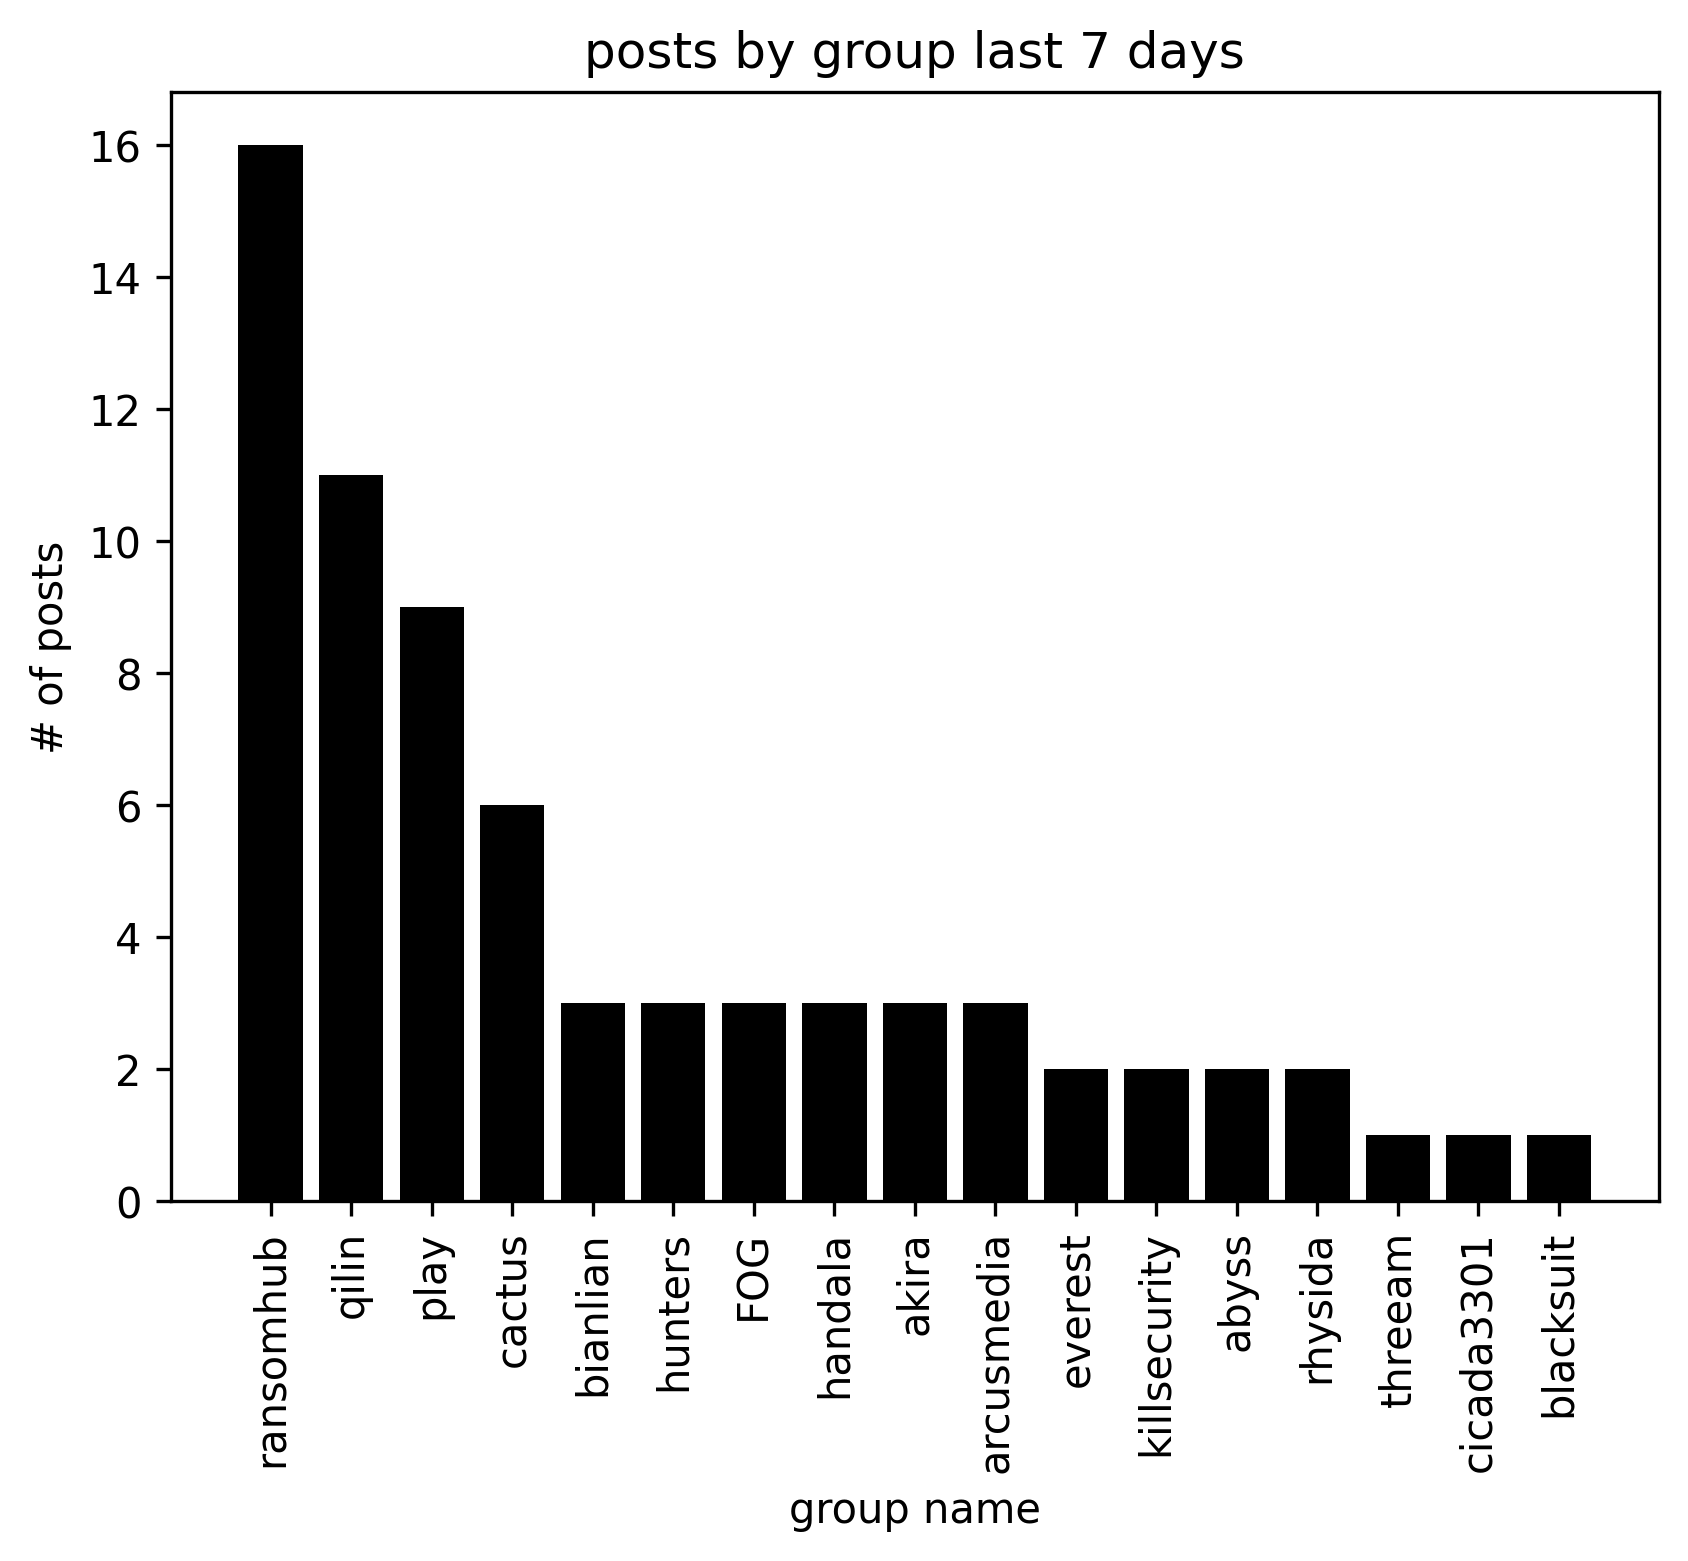 posts by group last 7 days
# of posts
16
14
12
10
8
6
4
2
0
ransomhub
qilin
play
cactus
bianlian
hunters
FOG
handala
akira
arcusmedia
everest
killsecurity
abyss
rhysida
threeam
cicada3301
blacksuit
group name